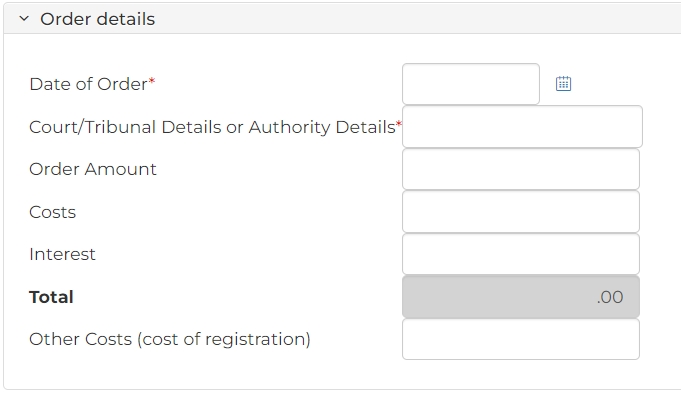 Order details
Date of Order*
Court/Tribunal Details or Authority Details*
Order Amount
Costs
Interest
Total .00
Other Costs (cost of registration)